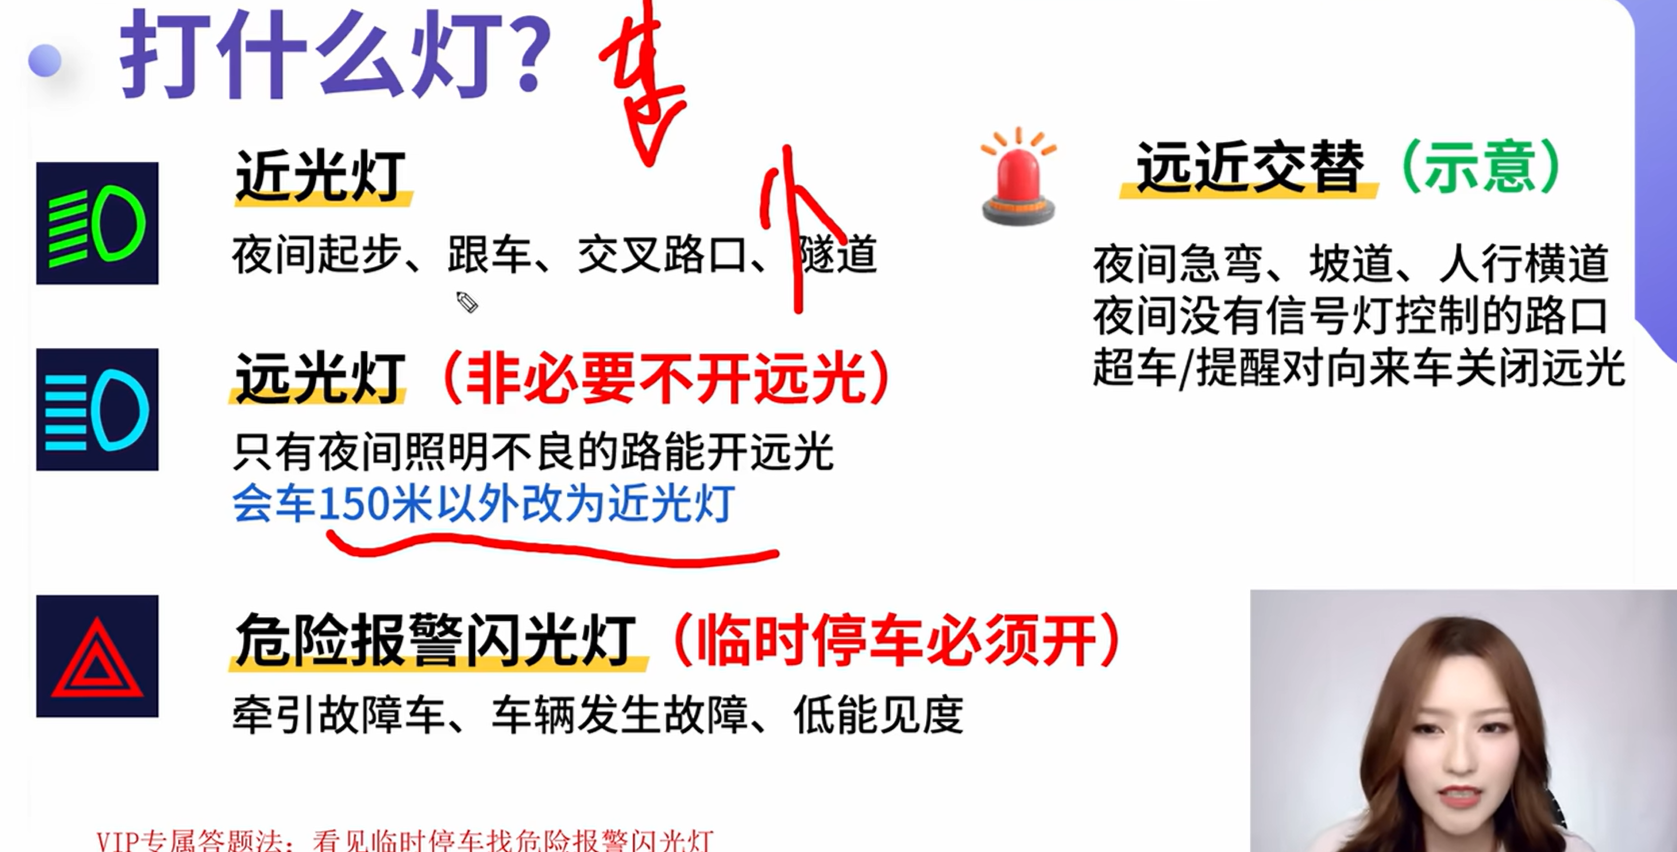 打什么灯?
近光灯
夜间起步、跟车、交叉路口、隧道
远光灯（非必要不开远光）
只有夜间照明不良的路能开远光
会车150米以外改为近光灯
危险报警闪光灯（临时停车必须开）
牵引故障车、车辆发生故障、低能见度
远近交替（示意）
夜间急弯、坡道、人行横道
夜间没有信号灯控制的路口
超车/提醒对向来车关闭远光
VIP专属答题法：看见临时停车找危险报警闪光灯